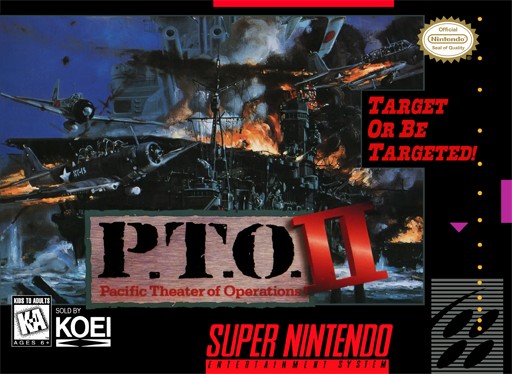 Official
Nintendo
Seal of Quality
TARGET
OR BE
TARGETED!
P.T.O. II
Pacific Theater of Operations
KIDS TO ADULTS
K-A
AGES 6+
SOLD BY
KOEI
SUPER NINTENDO
ENTERTAINMENT SYSTEM